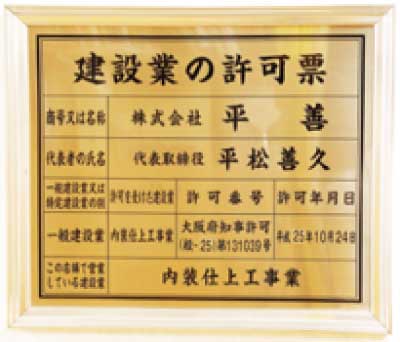 建設業の許可票
商号又は名称 株式会社 平善
代表者の氏名 代表取締役 平松善久
一般建設業又は特定建設業の別 許可を受けた建設業 許可番号 許可年月日
一般建設業 内装仕上工事業 大阪府知事許可(般-25)第131039号 平成25年10月24日
この店舗で営業している建設業 内装仕上工事業